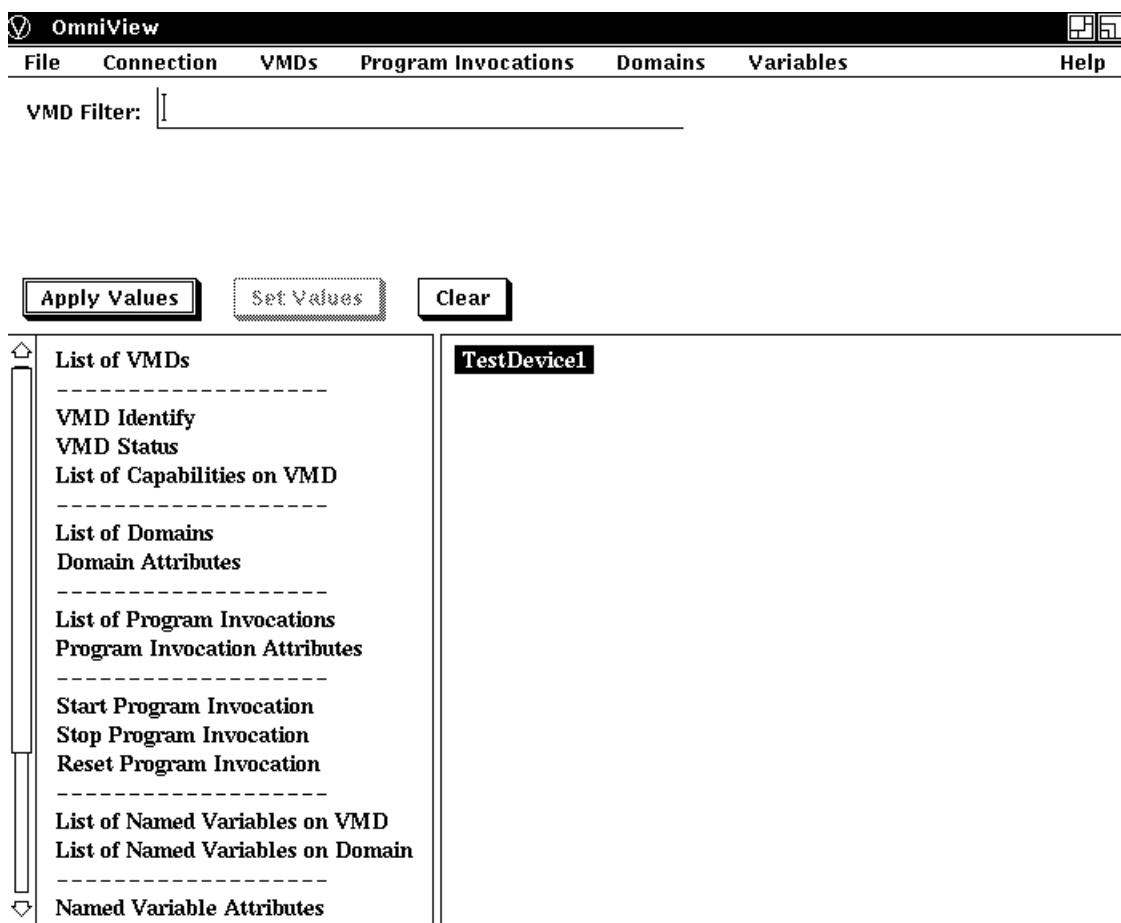 OmniView
File Connection VMDs Program Invocations Domains Variables Help
VMD Filter:
Apply Values Set Values Clear
List of VMDs
TestDevice1
-------------------
VMD Identify
VMD Status
List of Capabilities on VMD
-------------------
List of Domains
Domain Attributes
-------------------
List of Program Invocations
Program Invocation Attributes
-------------------
Start Program Invocation
Stop Program Invocation
Reset Program Invocation
-------------------
List of Named Variables on VMD
List of Named Variables on Domain
-------------------
Named Variable Attributes